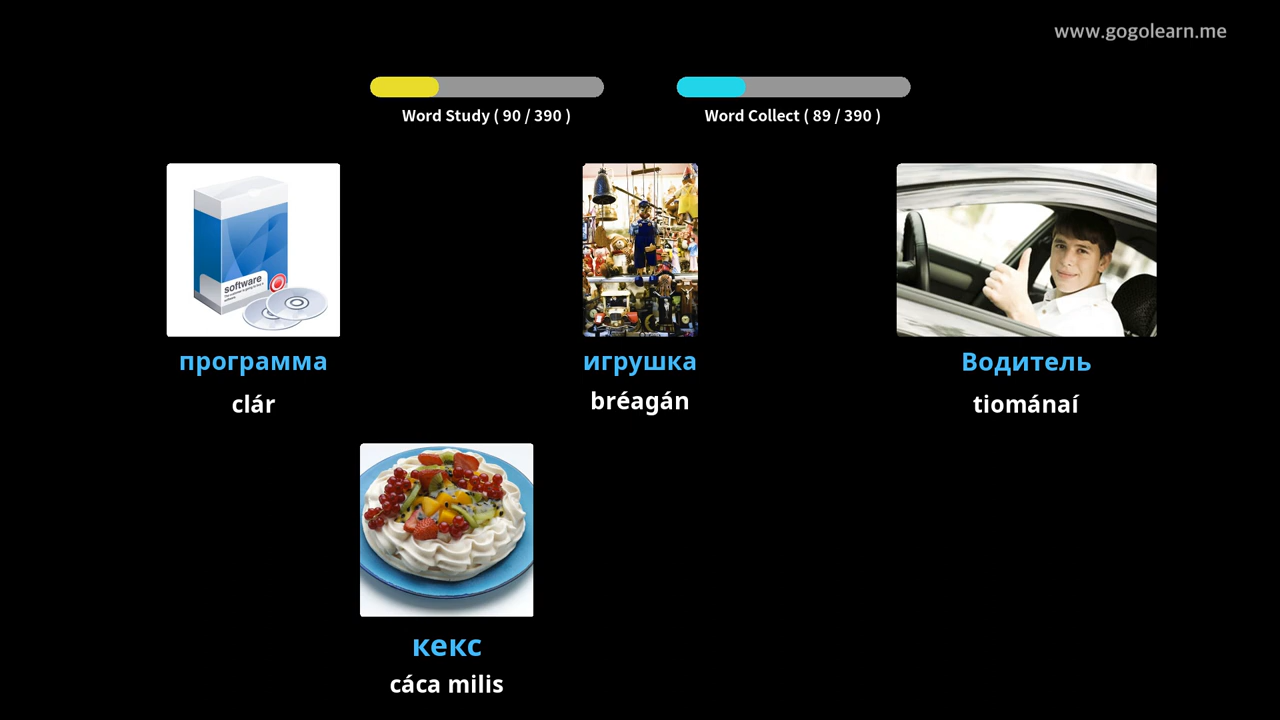 www.gogolearn.me
Word Study ( 90 / 390 )
Word Collect ( 89 / 390 )
software
программа
игрушка
Водитель
clár
bréagán
tiománaí
кекс
cáca milis